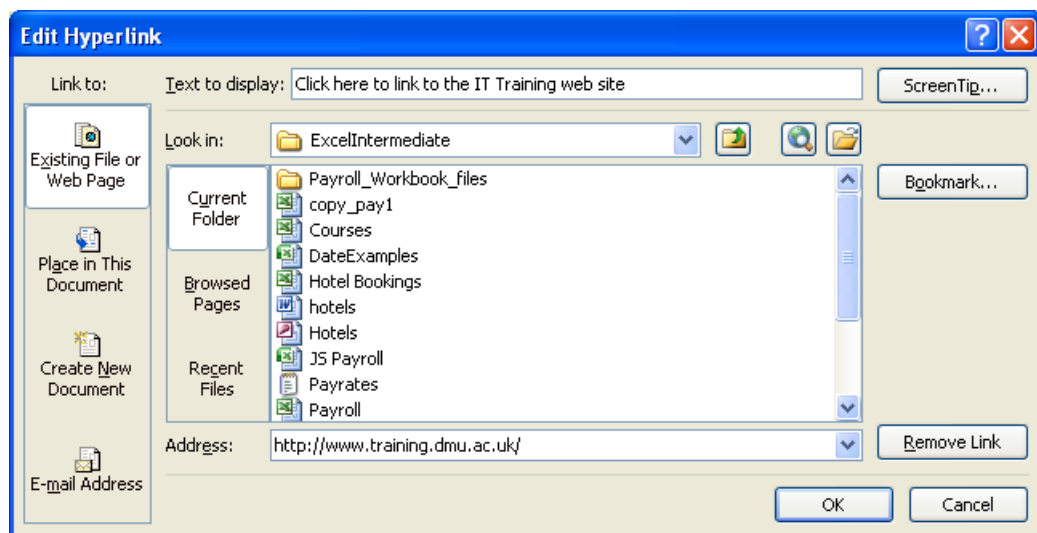 Edit Hyperlink
Link to:
Text to display: Click here to link to the IT Training web site
ScreenTip...
Existing File or
Web Page
Place in This
Document
Create New
Document
E-mail Address
Look in: ExcelIntermediate
Current
Folder
Browsed
Pages
Recent
Files
Payroll_Workbook_files
copy_pay1
Courses
DateExamples
Hotel Bookings
hotels
Hotels
JS Payroll
Payrates
Payroll
Bookmark...
Address: http://www.training.dmu.ac.uk/
Remove Link
OK
Cancel